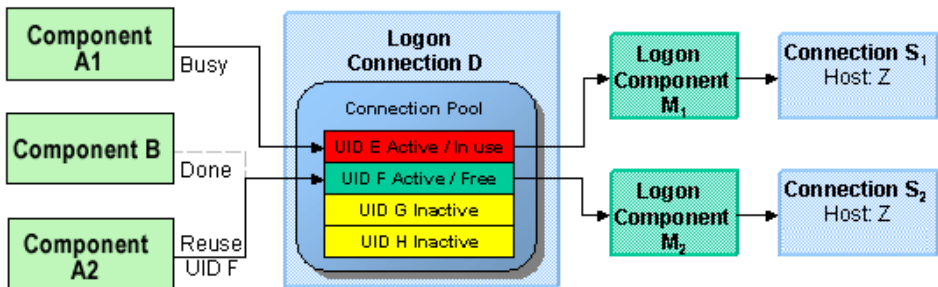 Component
A1
Busy
Component B
Done
Component
A2
Reuse
UID F
Logon
Connection D
Connection Pool
UID E Active / In use
UID F Active / Free
UID G Inactive
UID H Inactive
Logon
Component
M1
Connection S1
Host: Z
Logon
Component
M2
Connection S2
Host: Z